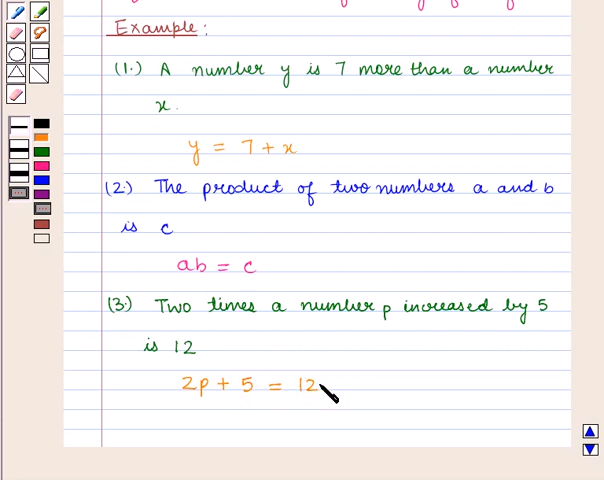 Example :
(1.) A number y is 7 more than a number
x.
y = 7 + x
(2.) The product of two numbers a and b
is c
ab = c
(3.) Two times a number p increased by 5
is 12
2p + 5 = 12